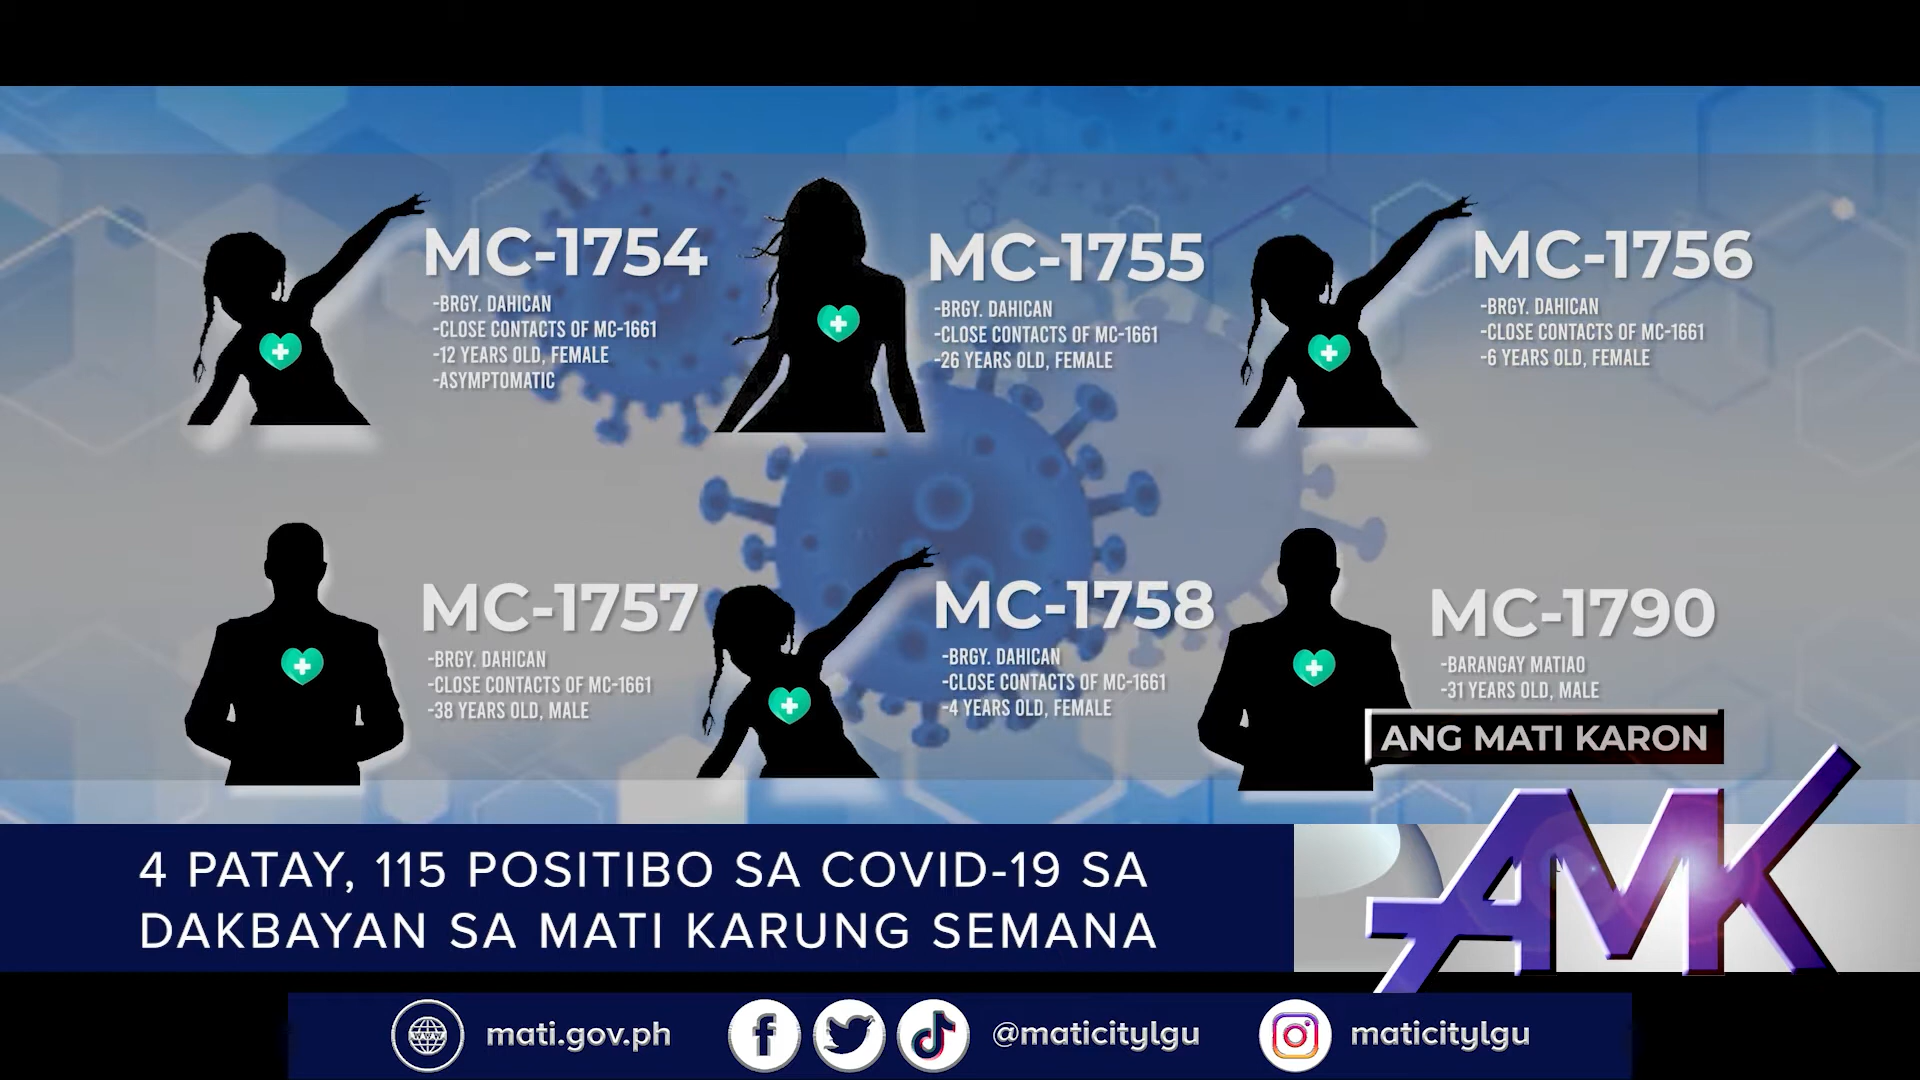 MC-1754
-BRGY. DAHICAN
-CLOSE CONTACTS OF MC-1661
-12 YEARS OLD, FEMALE
-ASYMPTOMATIC
MC-1755
-BRGY. DAHICAN
-CLOSE CONTACTS OF MC-1661
-26 YEARS OLD, FEMALE
MC-1756
-BRGY. DAHICAN
-CLOSE CONTACTS OF MC-1661
-6 YEARS OLD, FEMALE
MC-1757
-BRGY. DAHICAN
-CLOSE CONTACTS OF MC-1661
-38 YEARS OLD, MALE
MC-1758
-BRGY. DAHICAN
-CLOSE CONTACTS OF MC-1661
-4 YEARS OLD, FEMALE
MC-1790
-BARANGAY MATIAO
-31 YEARS OLD, MALE
ANG MATI KARON
AMK
4 PATAY, 115 POSITIBO SA COVID-19 SA
DAKBAYAN SA MATI KARUNG SEMANA
mati.gov.ph
@maticitylgu
maticitylgu